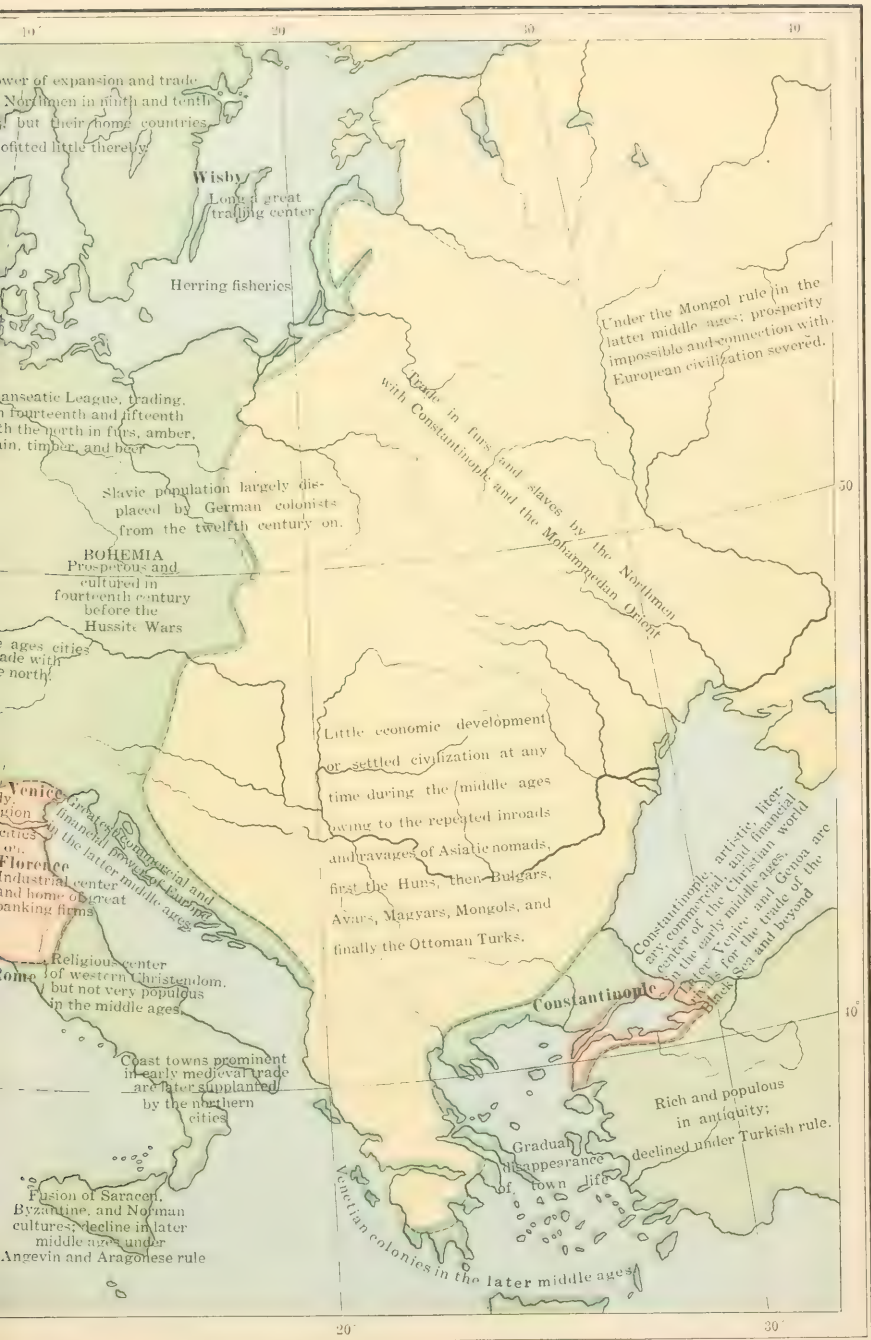 10° 20 30 40
wer of expansion and trade
Northmen in ninth and tenth
but their home countries
ofitted little thereby.
Wisby
Long a great
trading center
Herring fisheries
Under the Mongol rule in the
latter middle ages; prosperity
impossible and connection with
European civilization severed.
anseatic League, trading,
n fourteenth and fifteenth
th the north in furs, amber,
ain, timber, and beer
Trade in furs and slaves by the Northmen
with Constantinople and the Mohammedan Orient
50
Slavic population largely dis-
placed by German colonists
from the twelfth century on.
BOHEMIA
Prosperous and
cultured in
fourteenth century
before the
Hussite Wars
e ages cities
ade with
e north.
Little economic development
or settled civilization at any
time during the middle ages
owing to the repeated inroads
and ravages of Asiatic nomads,
first the Huns, then Bulgars,
Avars, Magyars, Mongols, and
finally the Ottoman Turks.
Venice
Greatest commercial and
financial power of Europe
in the latter middle ages
ly.
gion
cities
on.
Florence
Industrial center
and home of great
banking firms
Constantinople, artistic, liter-
ary, commercial, and financial
center of the Christian world
in the early middle ages.
Later Venice and Genoa are
rivals for the trade of the
Black Sea and beyond
Rome
Religious center
of western Christendom,
but not very populous
in the middle ages.
Constantinople
40°
Coast towns prominent
in early medieval trade
are later supplanted
by the northern
cities
Rich and populous
in antiquity;
declined under Turkish rule.
Gradual
disappearance
of town life
Fusion of Saracen,
Byzantine, and Norman
cultures; decline in later
middle ages under
Angevin and Aragonese rule
Venetian colonies in the later middle ages
20° 30°